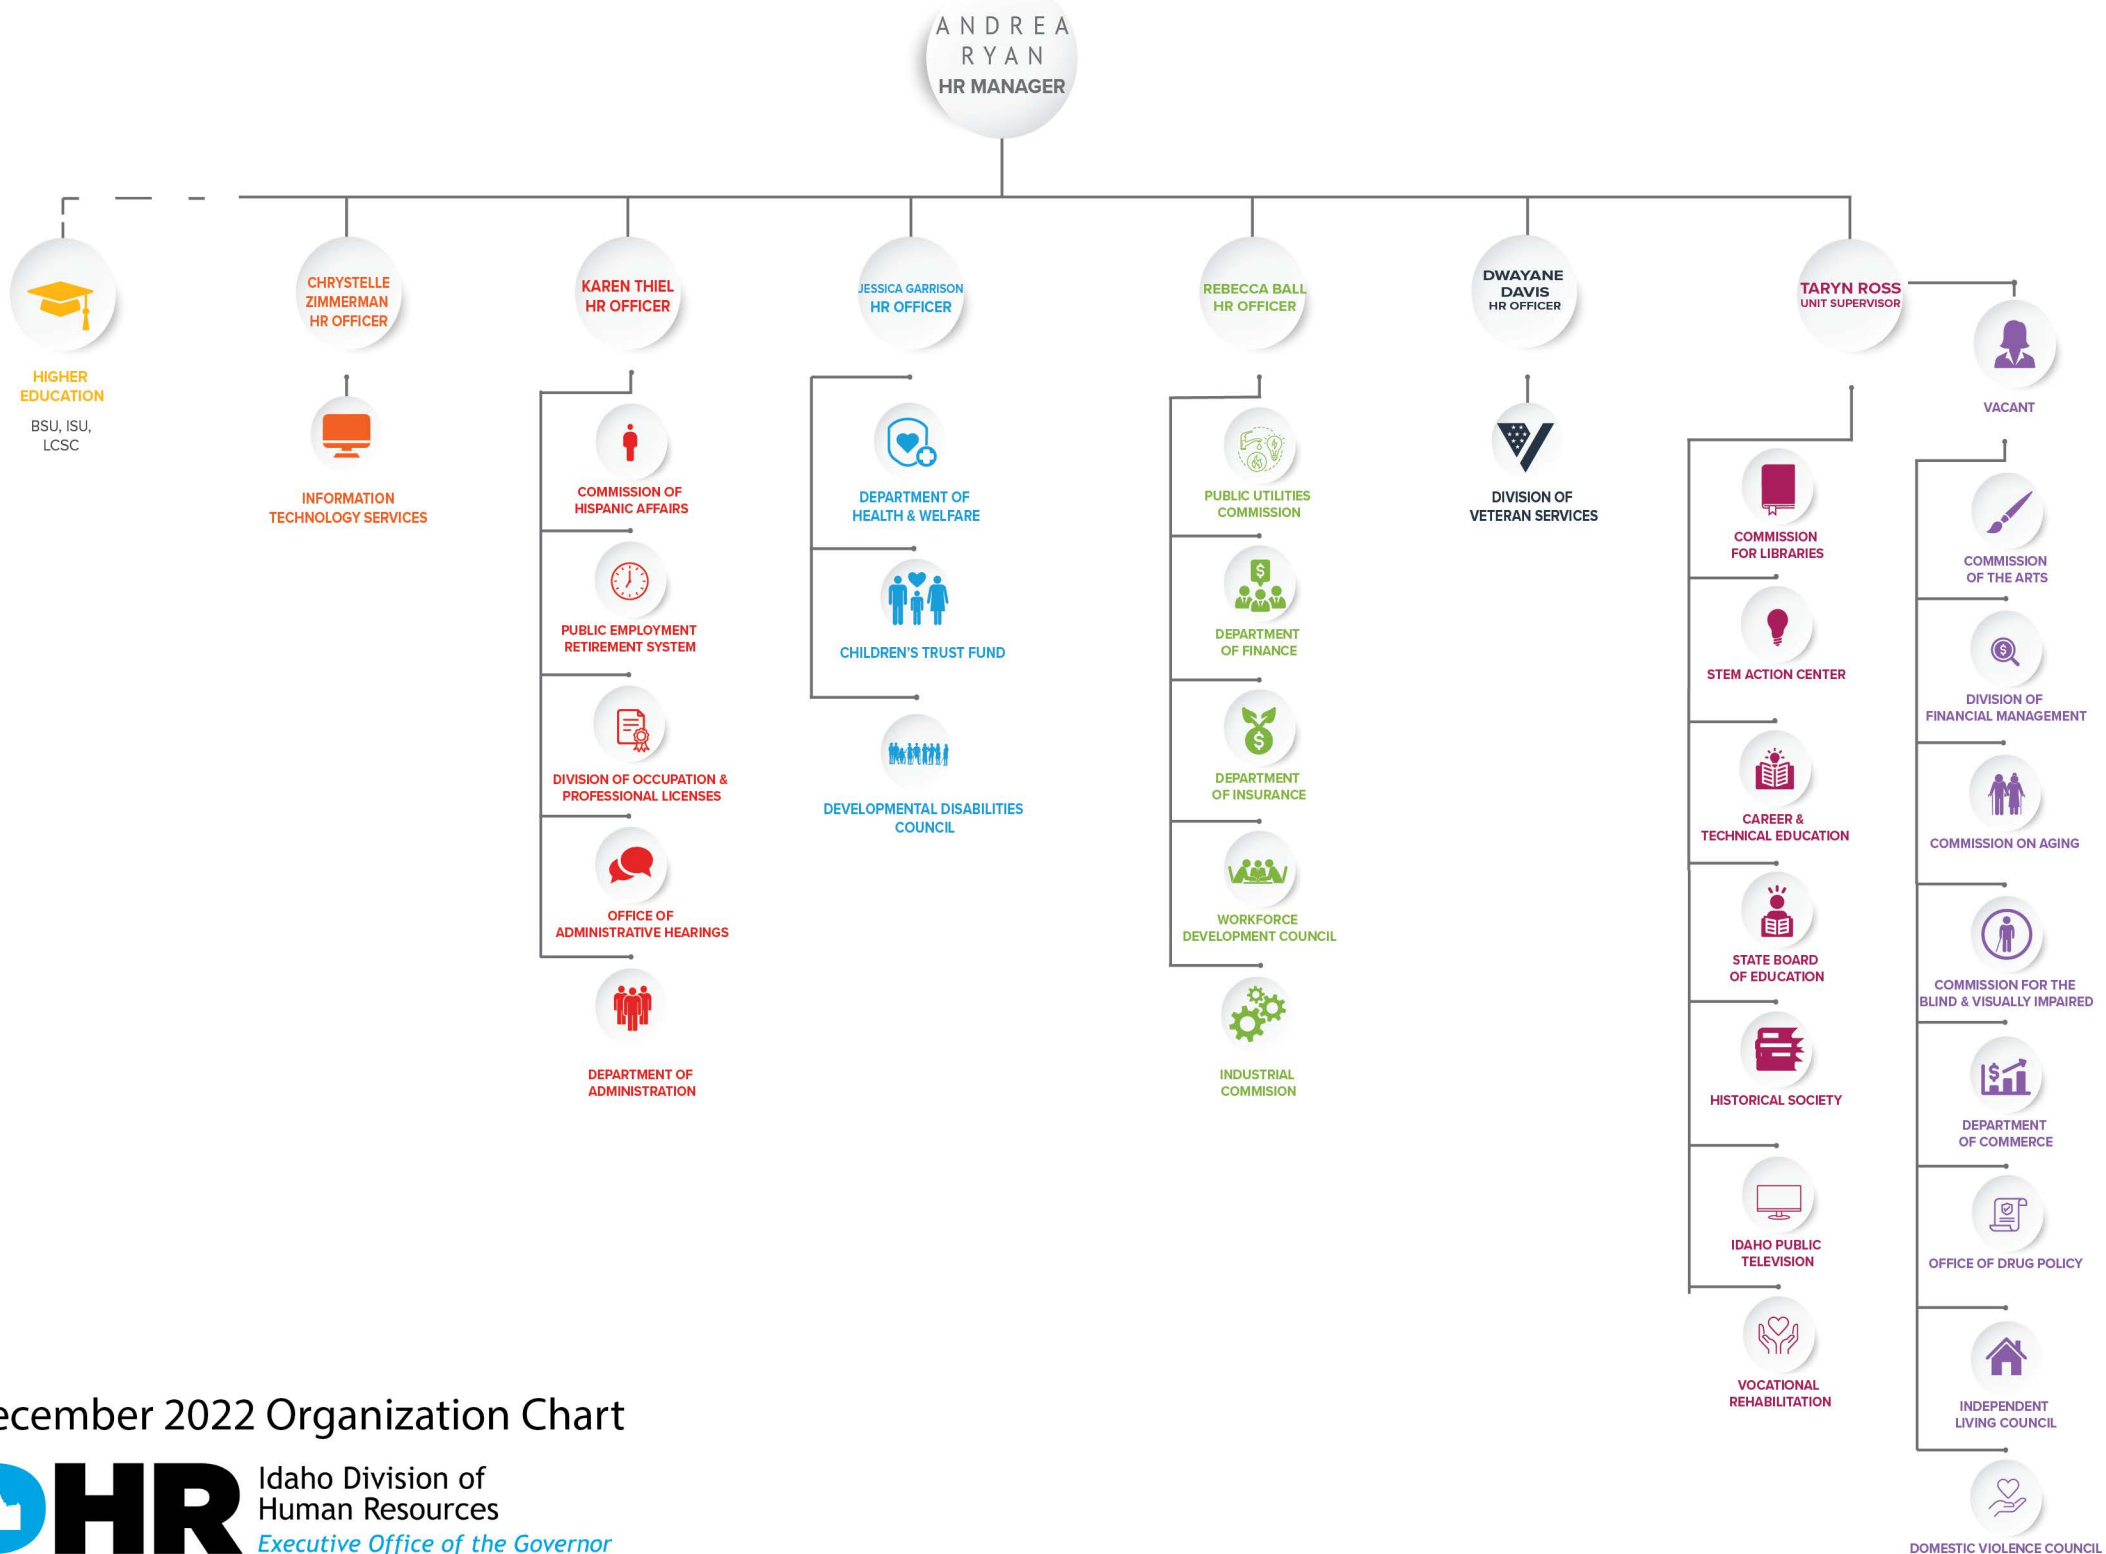 ANDREA
RYAN
HR MANAGER
HIGHER
EDUCATION
BSU, ISU,
LCSC
CHRYSTELLE
ZIMMERMAN
HR OFFICER
INFORMATION
TECHNOLOGY SERVICES
KAREN THIEL
HR OFFICER
COMMISSION OF
HISPANIC AFFAIRS
PUBLIC EMPLOYMENT
RETIREMENT SYSTEM
DIVISION OF OCCUPATION &
PROFESSIONAL LICENSES
OFFICE OF
ADMINISTRATIVE HEARINGS
DEPARTMENT OF
ADMINISTRATION
JESSICA GARRISON
HR OFFICER
DEPARTMENT OF
HEALTH & WELFARE
CHILDREN'S TRUST FUND
DEVELOPMENTAL DISABILITIES
COUNCIL
REBECCA BALL
HR OFFICER
PUBLIC UTILITIES
COMMISSION
DEPARTMENT
OF FINANCE
DEPARTMENT
OF INSURANCE
WORKFORCE
DEVELOPMENT COUNCIL
INDUSTRIAL
COMMISION
DWAYANE
DAVIS
HR OFFICER
DIVISION OF
VETERAN SERVICES
TARYN ROSS
UNIT SUPERVISOR
COMMISSION
FOR LIBRARIES
STEM ACTION CENTER
CAREER &
TECHNICAL EDUCATION
STATE BOARD
OF EDUCATION
HISTORICAL SOCIETY
IDAHO PUBLIC
TELEVISION
VOCATIONAL
REHABILITATION
VACANT
COMMISSION
OF THE ARTS
DIVISION OF
FINANCIAL MANAGEMENT
COMMISSION ON AGING
COMMISSION FOR THE
BLIND & VISUALLY IMPAIRED
DEPARTMENT
OF COMMERCE
OFFICE OF DRUG POLICY
INDEPENDENT
LIVING COUNCIL
DOMESTIC VIOLENCE COUNCIL
ecember 2022 Organization Chart
DHR
Idaho Division of
Human Resources
Executive Office of the Governor